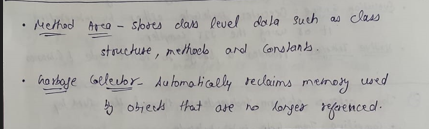 • Method Area - stores class level data such as class
structure, methods and constants.
• Garbage Collector - Automatically reclaims memory used
by objects that are no longer referenced.